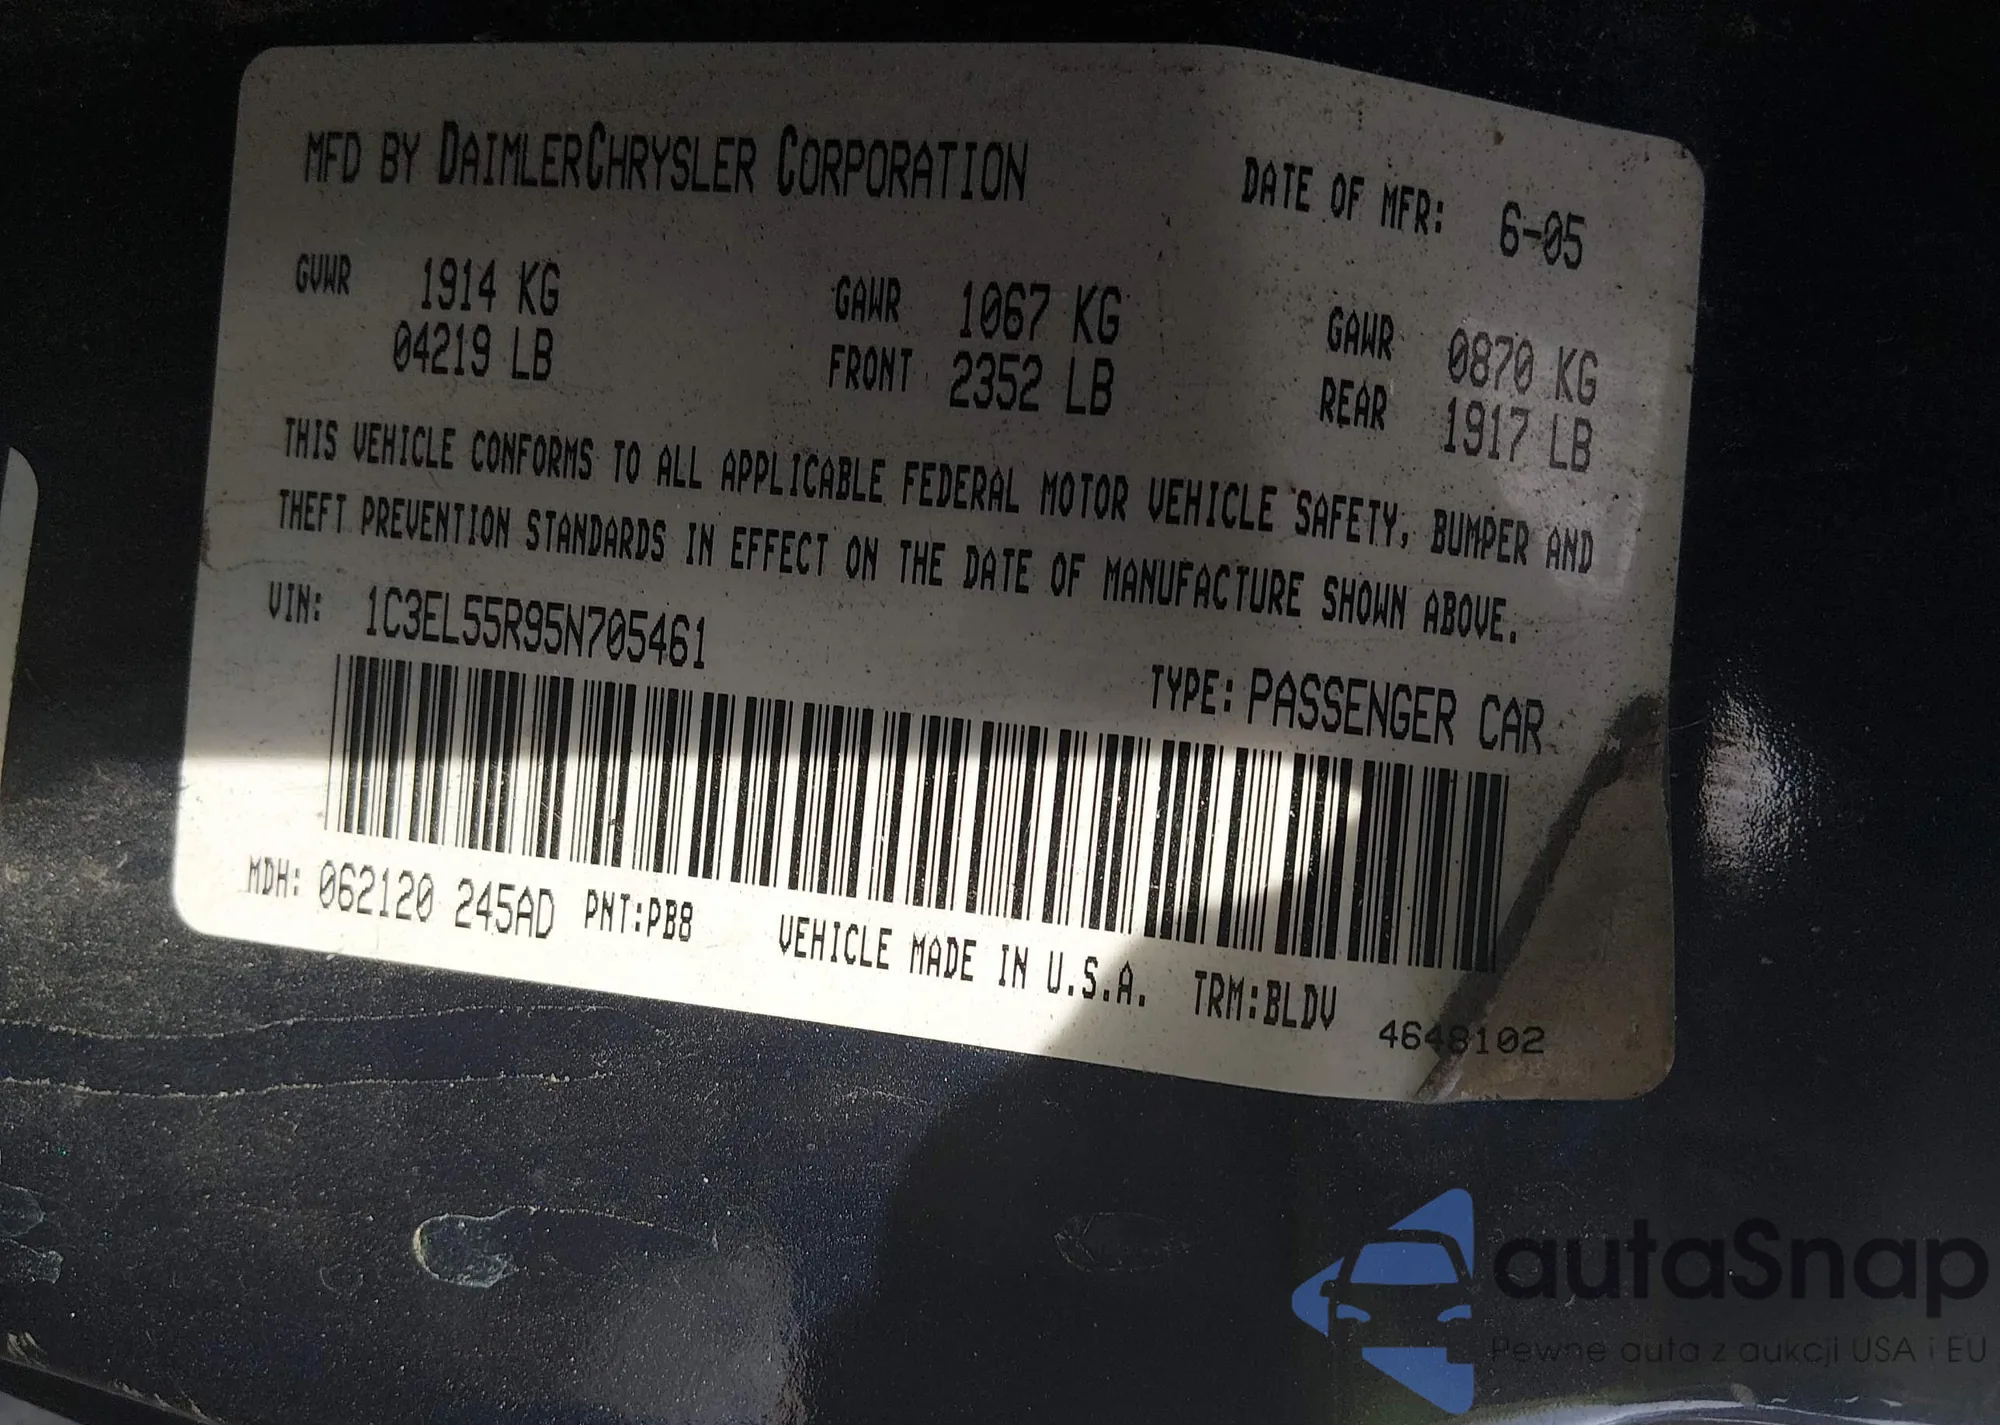 MFD BY DAIMLERCHRYSLER CORPORATION
DATE OF MFR: 6-05
GVWR 1914 KG
04219 LB
GAWR 1067 KG
FRONT 2352 LB
GAWR 0870 KG
REAR 1917 LB
THIS VEHICLE CONFORMS TO ALL APPLICABLE FEDERAL MOTOR VEHICLE SAFETY, BUMPER AND
THEFT PREVENTION STANDARDS IN EFFECT ON THE DATE OF MANUFACTURE SHOWN ABOVE.
VIN: 1C3EL55R95N705461
TYPE: PASSENGER CAR
MDH: 062120 245AD PNT:PB8 VEHICLE MADE IN U.S.A. TRM:BLDV
4648102
autaSnap
Pewne auta z aukcji USA i EU